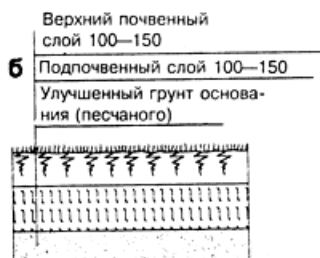 Верхний почвенный
слой 100—150
б Подпочвенный слой 100—150
Улучшенный грунт основа-
ния (песчаного)